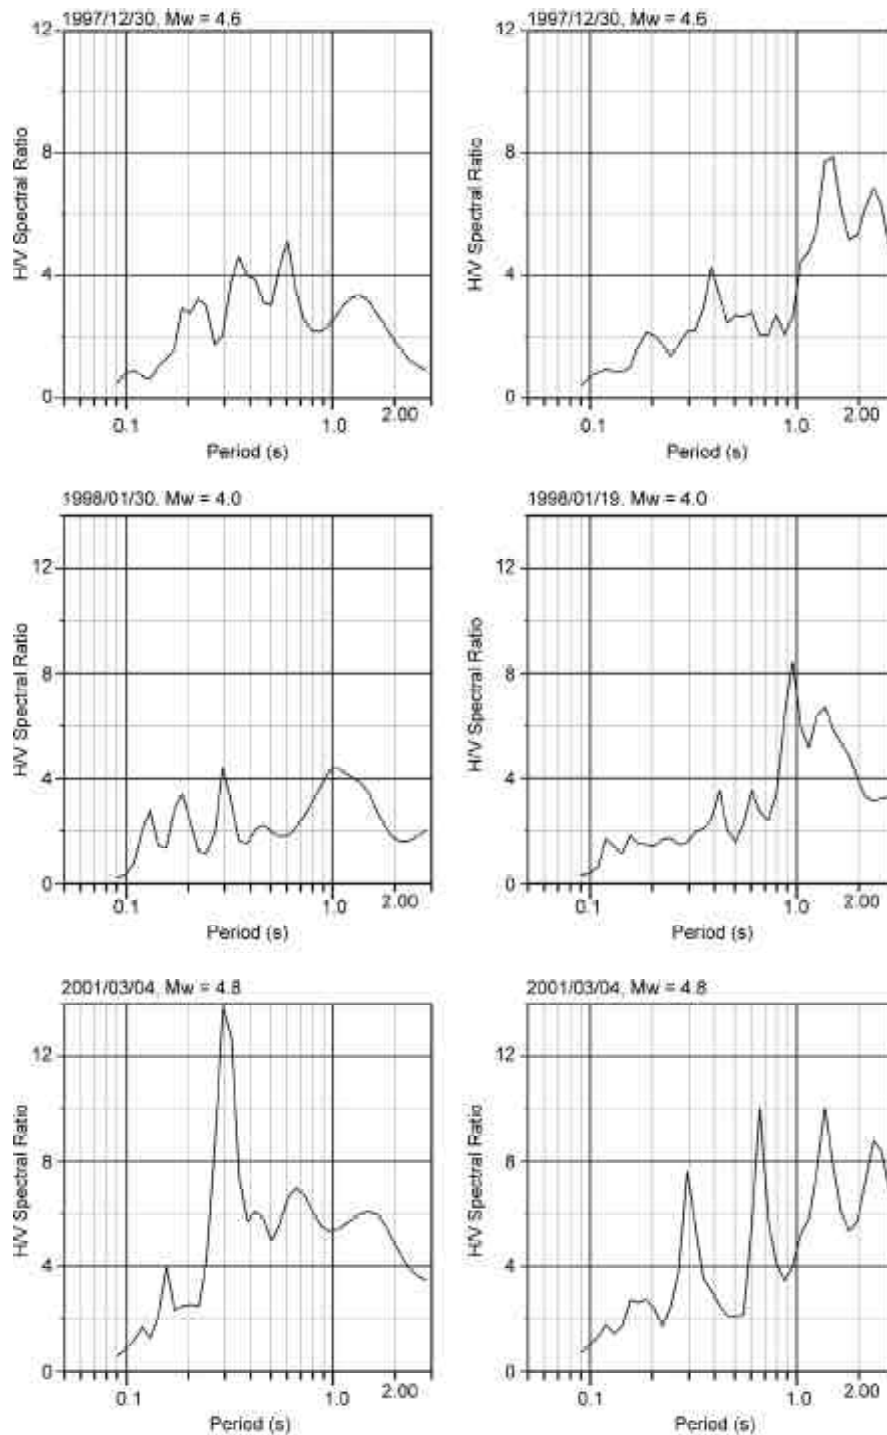 1997/12/30, Mw = 4.6
12
8
4
0
H/V Spectral Ratio
0.1
1.0
2.00
Period (s)
1997/12/30, Mw = 4.6
12
8
4
0
H/V Spectral Ratio
0.1
1.0
2.00
Period (s)
1998/01/30, Mw = 4.0
12
8
4
0
H/V Spectral Ratio
0.1
1.0
2.00
Period (s)
1998/01/19, Mw = 4.0
12
8
4
0
H/V Spectral Ratio
0.1
1.0
2.00
Period (s)
2001/03/04, Mw = 4.8
12
8
4
0
H/V Spectral Ratio
0.1
1.0
2.00
Period (s)
2001/03/04, Mw = 4.8
12
8
4
0
H/V Spectral Ratio
0.1
1.0
2.00
Period (s)